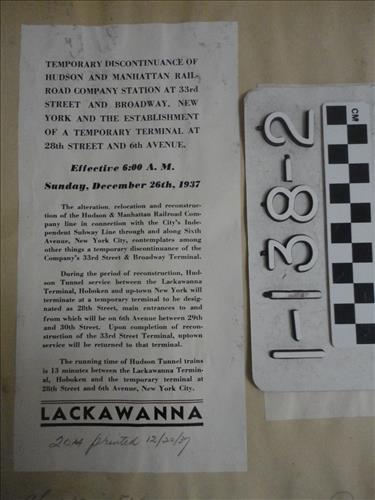 TEMPORARY DISCONTINUANCE OF
HUDSON AND MANHATTAN RAIL-
ROAD COMPANY STATION AT 33rd
STREET AND BROADWAY, NEW
YORK AND THE ESTABLISHMENT
OF A TEMPORARY TERMINAL AT
28th STREET AND 6th AVENUE.
Effective 6:00 A. M.
Sunday, December 26th, 1937
The alteration, relocation and reconstruc-
tion of the Hudson & Manhattan Railroad Com-
pany line in connection with the City's Inde-
pendent Subway Line through and along Sixth
Avenue, New York City, contemplates among
other things a temporary discontinuance of the
Company's 33rd Street & Broadway Terminal.
During the period of reconstruction, Hud-
son Tunnel service between the Lackawanna
Terminal, Hoboken and up-town New York will
terminate at a temporary terminal to be desig-
nated as 28th Street, main entrances to and
from which will be on 6th Avenue between 29th
and 30th Street. Upon completion of recon-
struction of the 33rd Street Terminal, uptown
service will be returned to that terminal.
The running time of Hudson Tunnel trains
is 13 minutes between the Lackawanna Termin-
al, Hoboken and the temporary terminal at
28th Street and 6th Avenue, New York City.
LACKAWANNA
20M printed 12/20/37
1-138-2
CM